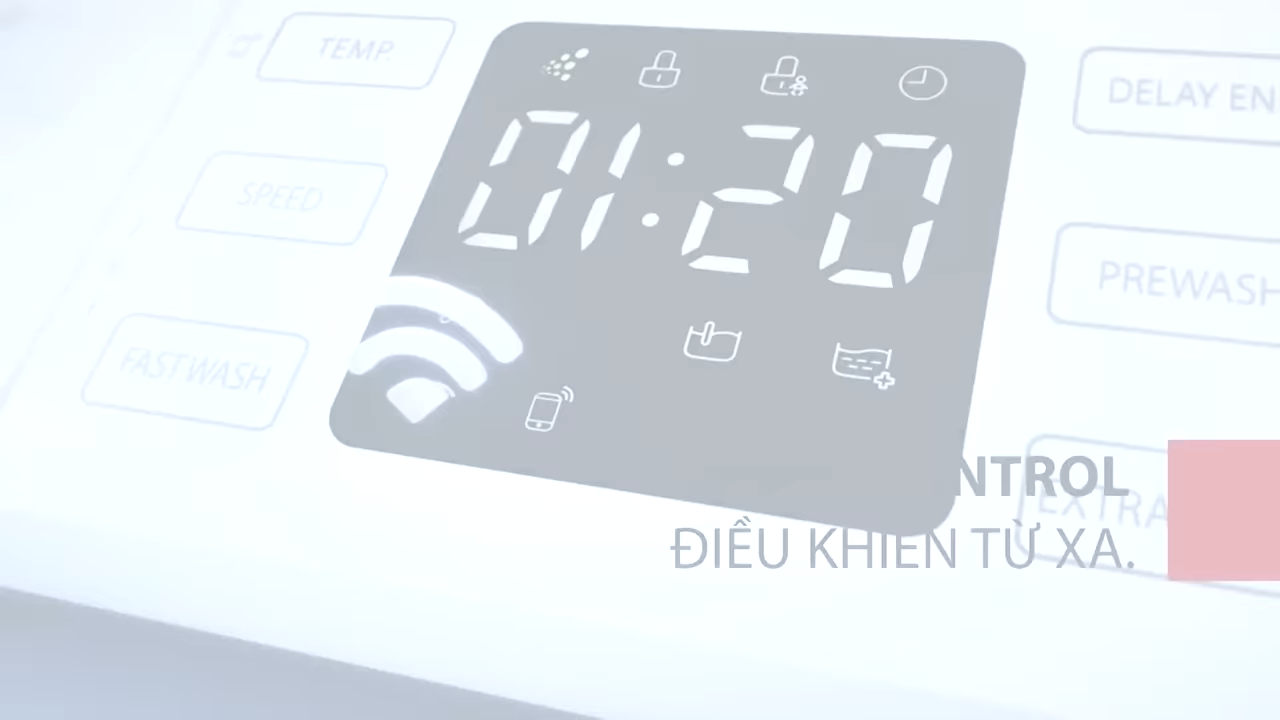 TEMP.
SPEED
FAST WASH
01:20
DELAY EN
PREWASH
EXTRA
NTROL
ĐIỀU KHIỂN TỪ XA.